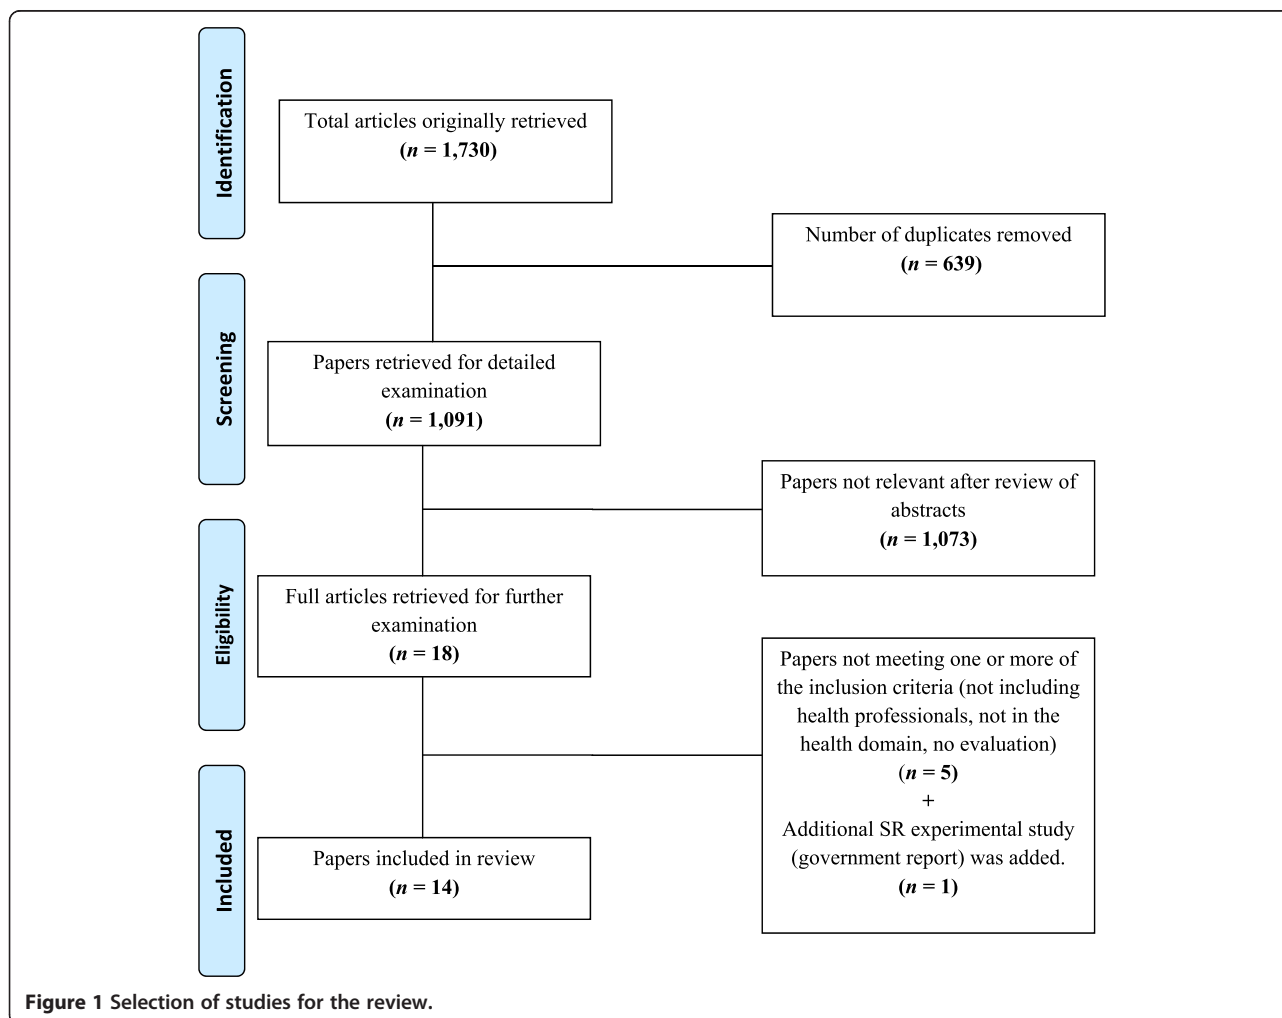 Identification
Total articles originally retrieved
(n = 1,730)
Number of duplicates removed
(n = 639)
Screening
Papers retrieved for detailed
examination
(n = 1,091)
Papers not relevant after review of
abstracts
(n = 1,073)
Eligibility
Full articles retrieved for further
examination
(n = 18)
Papers not meeting one or more of
the inclusion criteria (not including
health professionals, not in the
health domain, no evaluation)
(n = 5)
+
Additional SR experimental study
(government report) was added.
(n = 1)
Included
Papers included in review
(n = 14)
Figure 1 Selection of studies for the review.